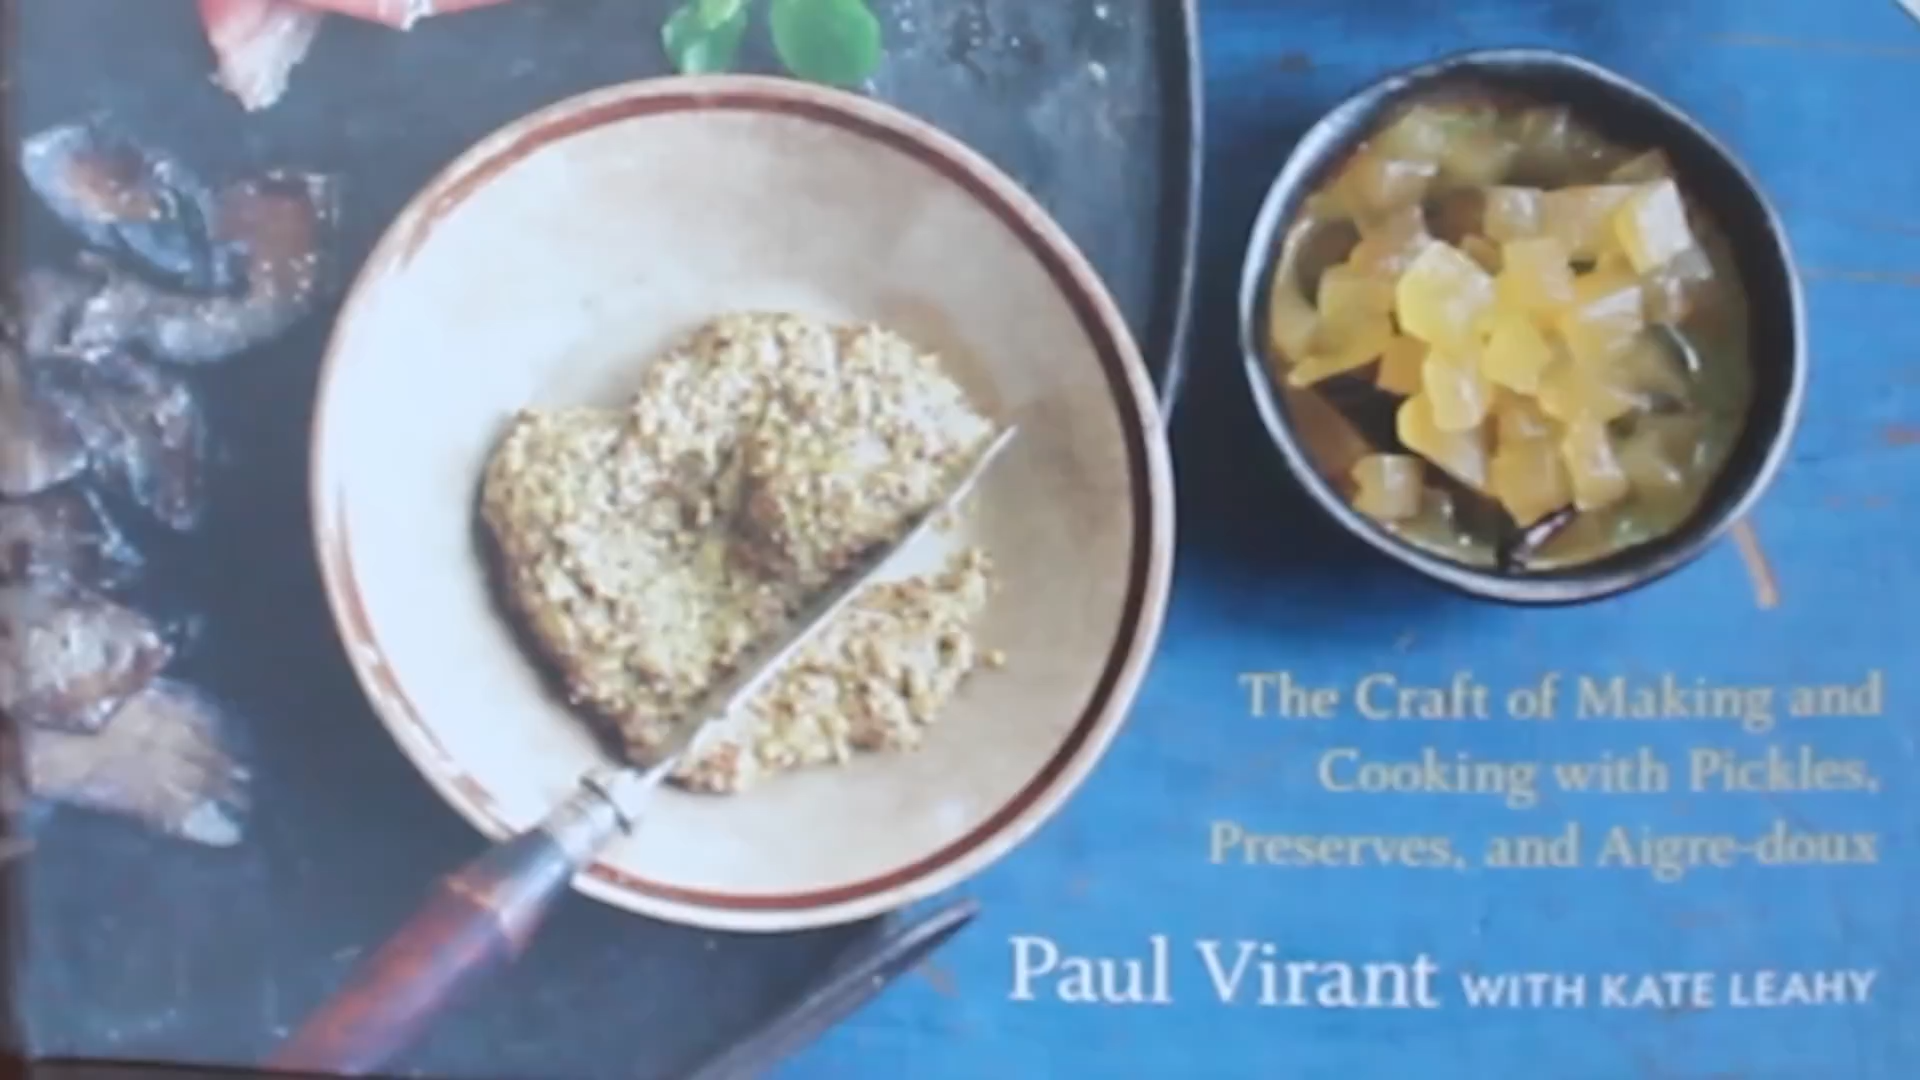 The Craft of Making and
Cooking with Pickles,
Preserves, and Aigre-doux
Paul Virant WITH KATE LEAHY